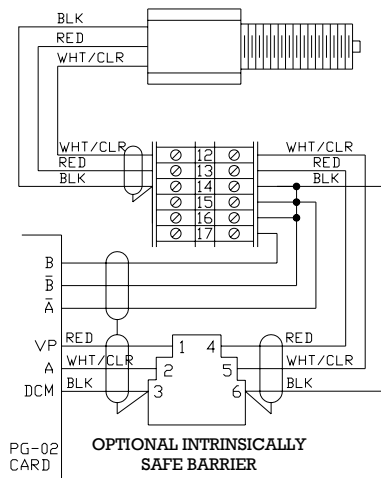 BLK
RED
WHT/CLR
WHT/CLR 12 WHT/CLR
RED 13 RED
BLK 14 BLK
15
16
17
B
B̅
A̅
VP RED 1 4 RED
A WHT/CLR 2 5 WHT/CLR
DCM BLK 3 6 BLK
PG-02
CARD
OPTIONAL INTRINSICALLY
SAFE BARRIER